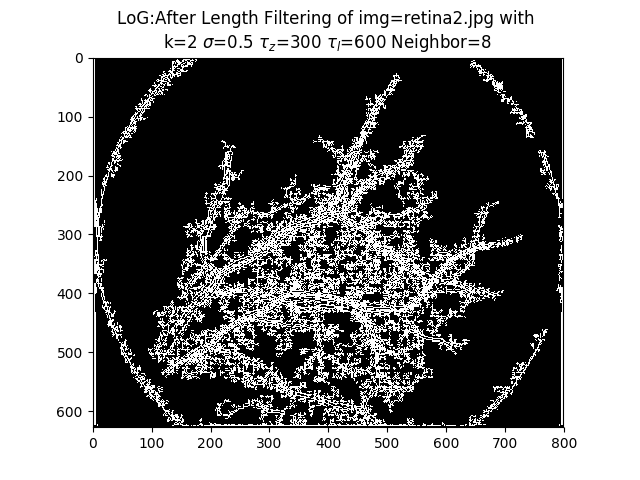 LoG:After Length Filtering of img=retina2.jpg with
k=2 σ=0.5 τz=300 τl=600 Neighbor=8
0
100
200
300
400
500
600
0 100 200 300 400 500 600 700 800